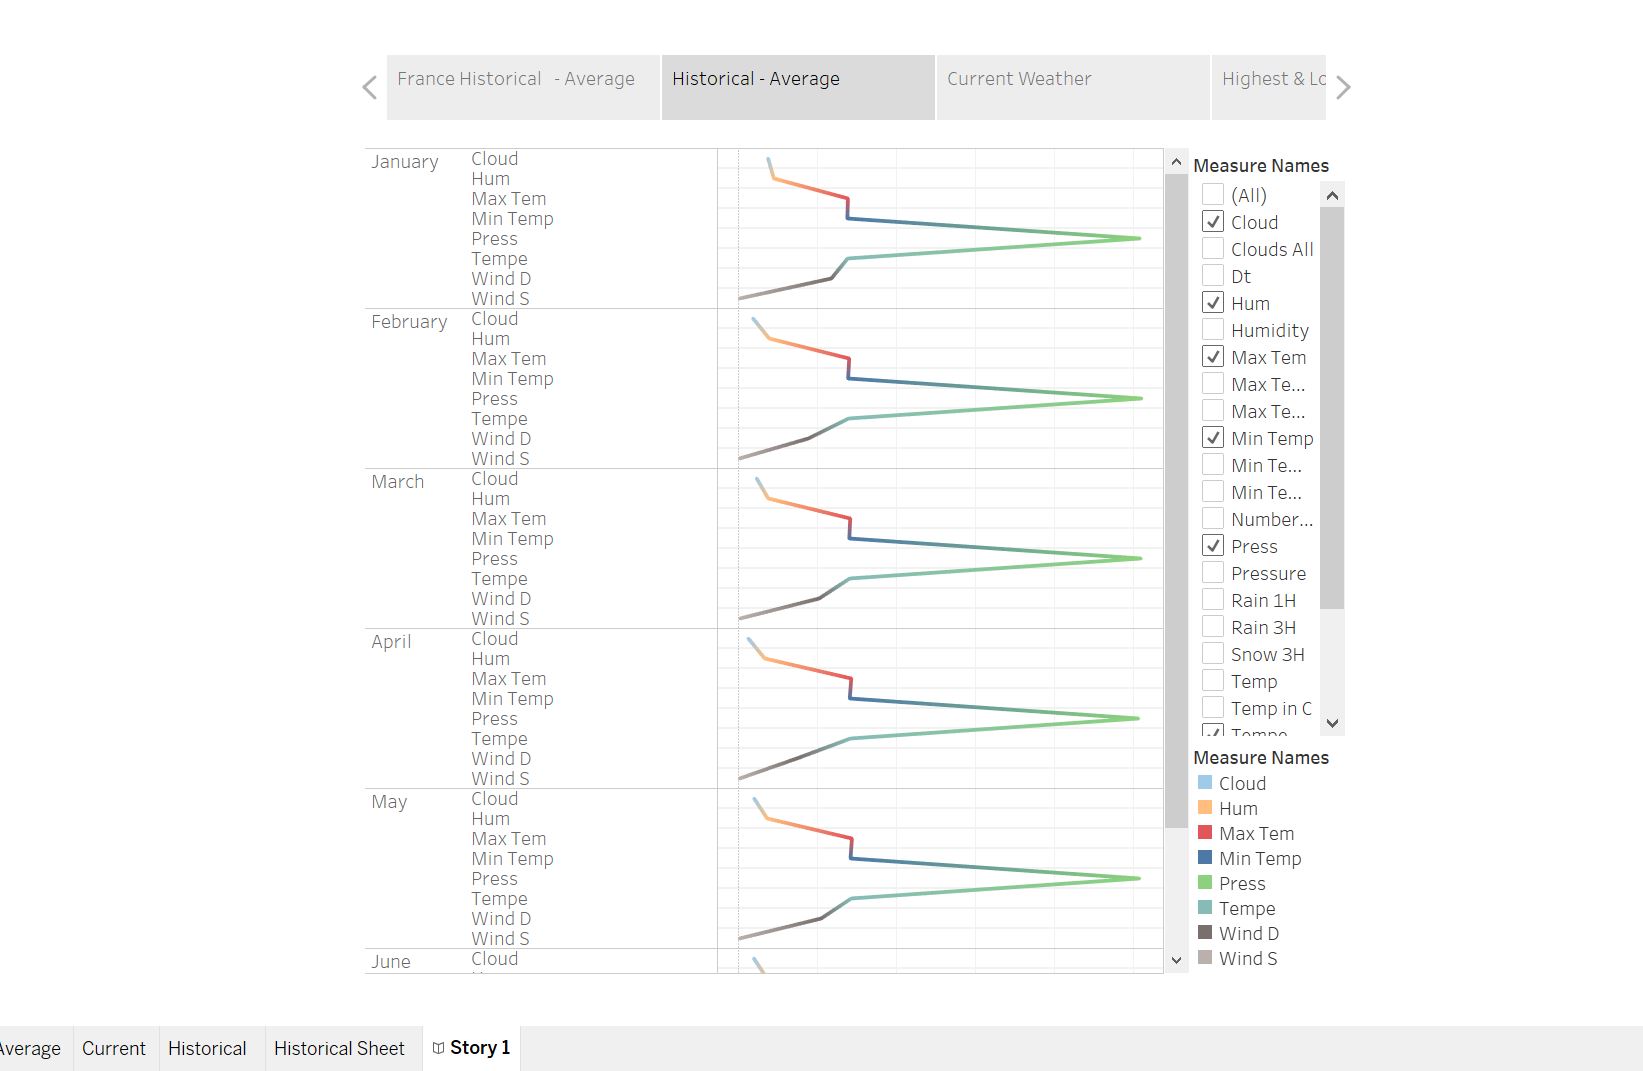 France Historical - Average
Historical - Average
Current Weather
Highest & Lo
January
Cloud
Hum
Max Tem
Min Temp
Press
Tempe
Wind D
Wind S
February
Cloud
Hum
Max Tem
Min Temp
Press
Tempe
Wind D
Wind S
March
Cloud
Hum
Max Tem
Min Temp
Press
Tempe
Wind D
Wind S
April
Cloud
Hum
Max Tem
Min Temp
Press
Tempe
Wind D
Wind S
May
Cloud
Hum
Max Tem
Min Temp
Press
Tempe
Wind D
Wind S
June
Cloud
Measure Names
(All)
Cloud
Clouds All
Dt
Hum
Humidity
Max Tem
Max Te...
Max Te...
Min Temp
Min Te...
Min Te...
Number...
Press
Pressure
Rain 1H
Rain 3H
Snow 3H
Temp
Temp in C
Tempe
Measure Names
Cloud
Hum
Max Tem
Min Temp
Press
Tempe
Wind D
Wind S
Average
Current
Historical
Historical Sheet
Story 1